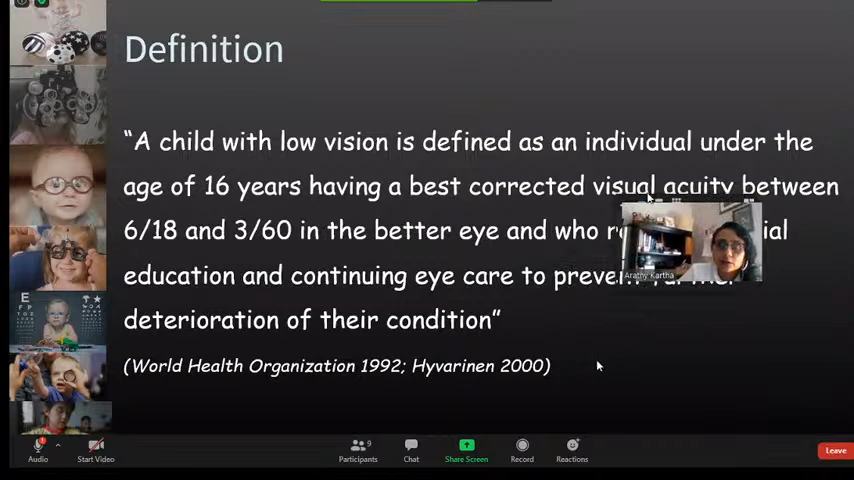 Definition
“A child with low vision is defined as an individual under the
age of 16 years having a best corrected visual acuity between
6/18 and 3/60 in the better eye and who
education and continuing eye care to prevent further
deterioration of their condition”
(World Health Organization 1992; Hyvarinen 2000)
Arathy Kartha
Audio
Start Video
Participants
9
Chat
Share Screen
Record
Reactions
Leave